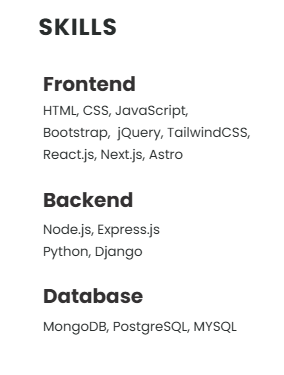 SKILLS
Frontend
HTML, CSS, JavaScript,
Bootstrap, jQuery, TailwindCSS,
React.js, Next.js, Astro
Backend
Node.js, Express.js
Python, Django
Database
MongoDB, PostgreSQL, MYSQL